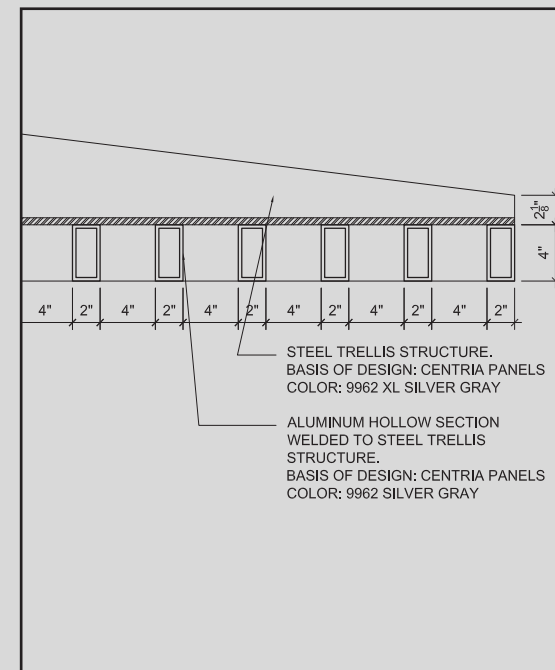 2 1/8"
4"
4" 2" 4" 2" 4" 2" 4" 2" 4" 2" 4" 2"
STEEL TRELLIS STRUCTURE.
BASIS OF DESIGN: CENTRIA PANELS
COLOR: 9962 XL SILVER GRAY
ALUMINUM HOLLOW SECTION
WELDED TO STEEL TRELLIS
STRUCTURE.
BASIS OF DESIGN: CENTRIA PANELS
COLOR: 9962 SILVER GRAY